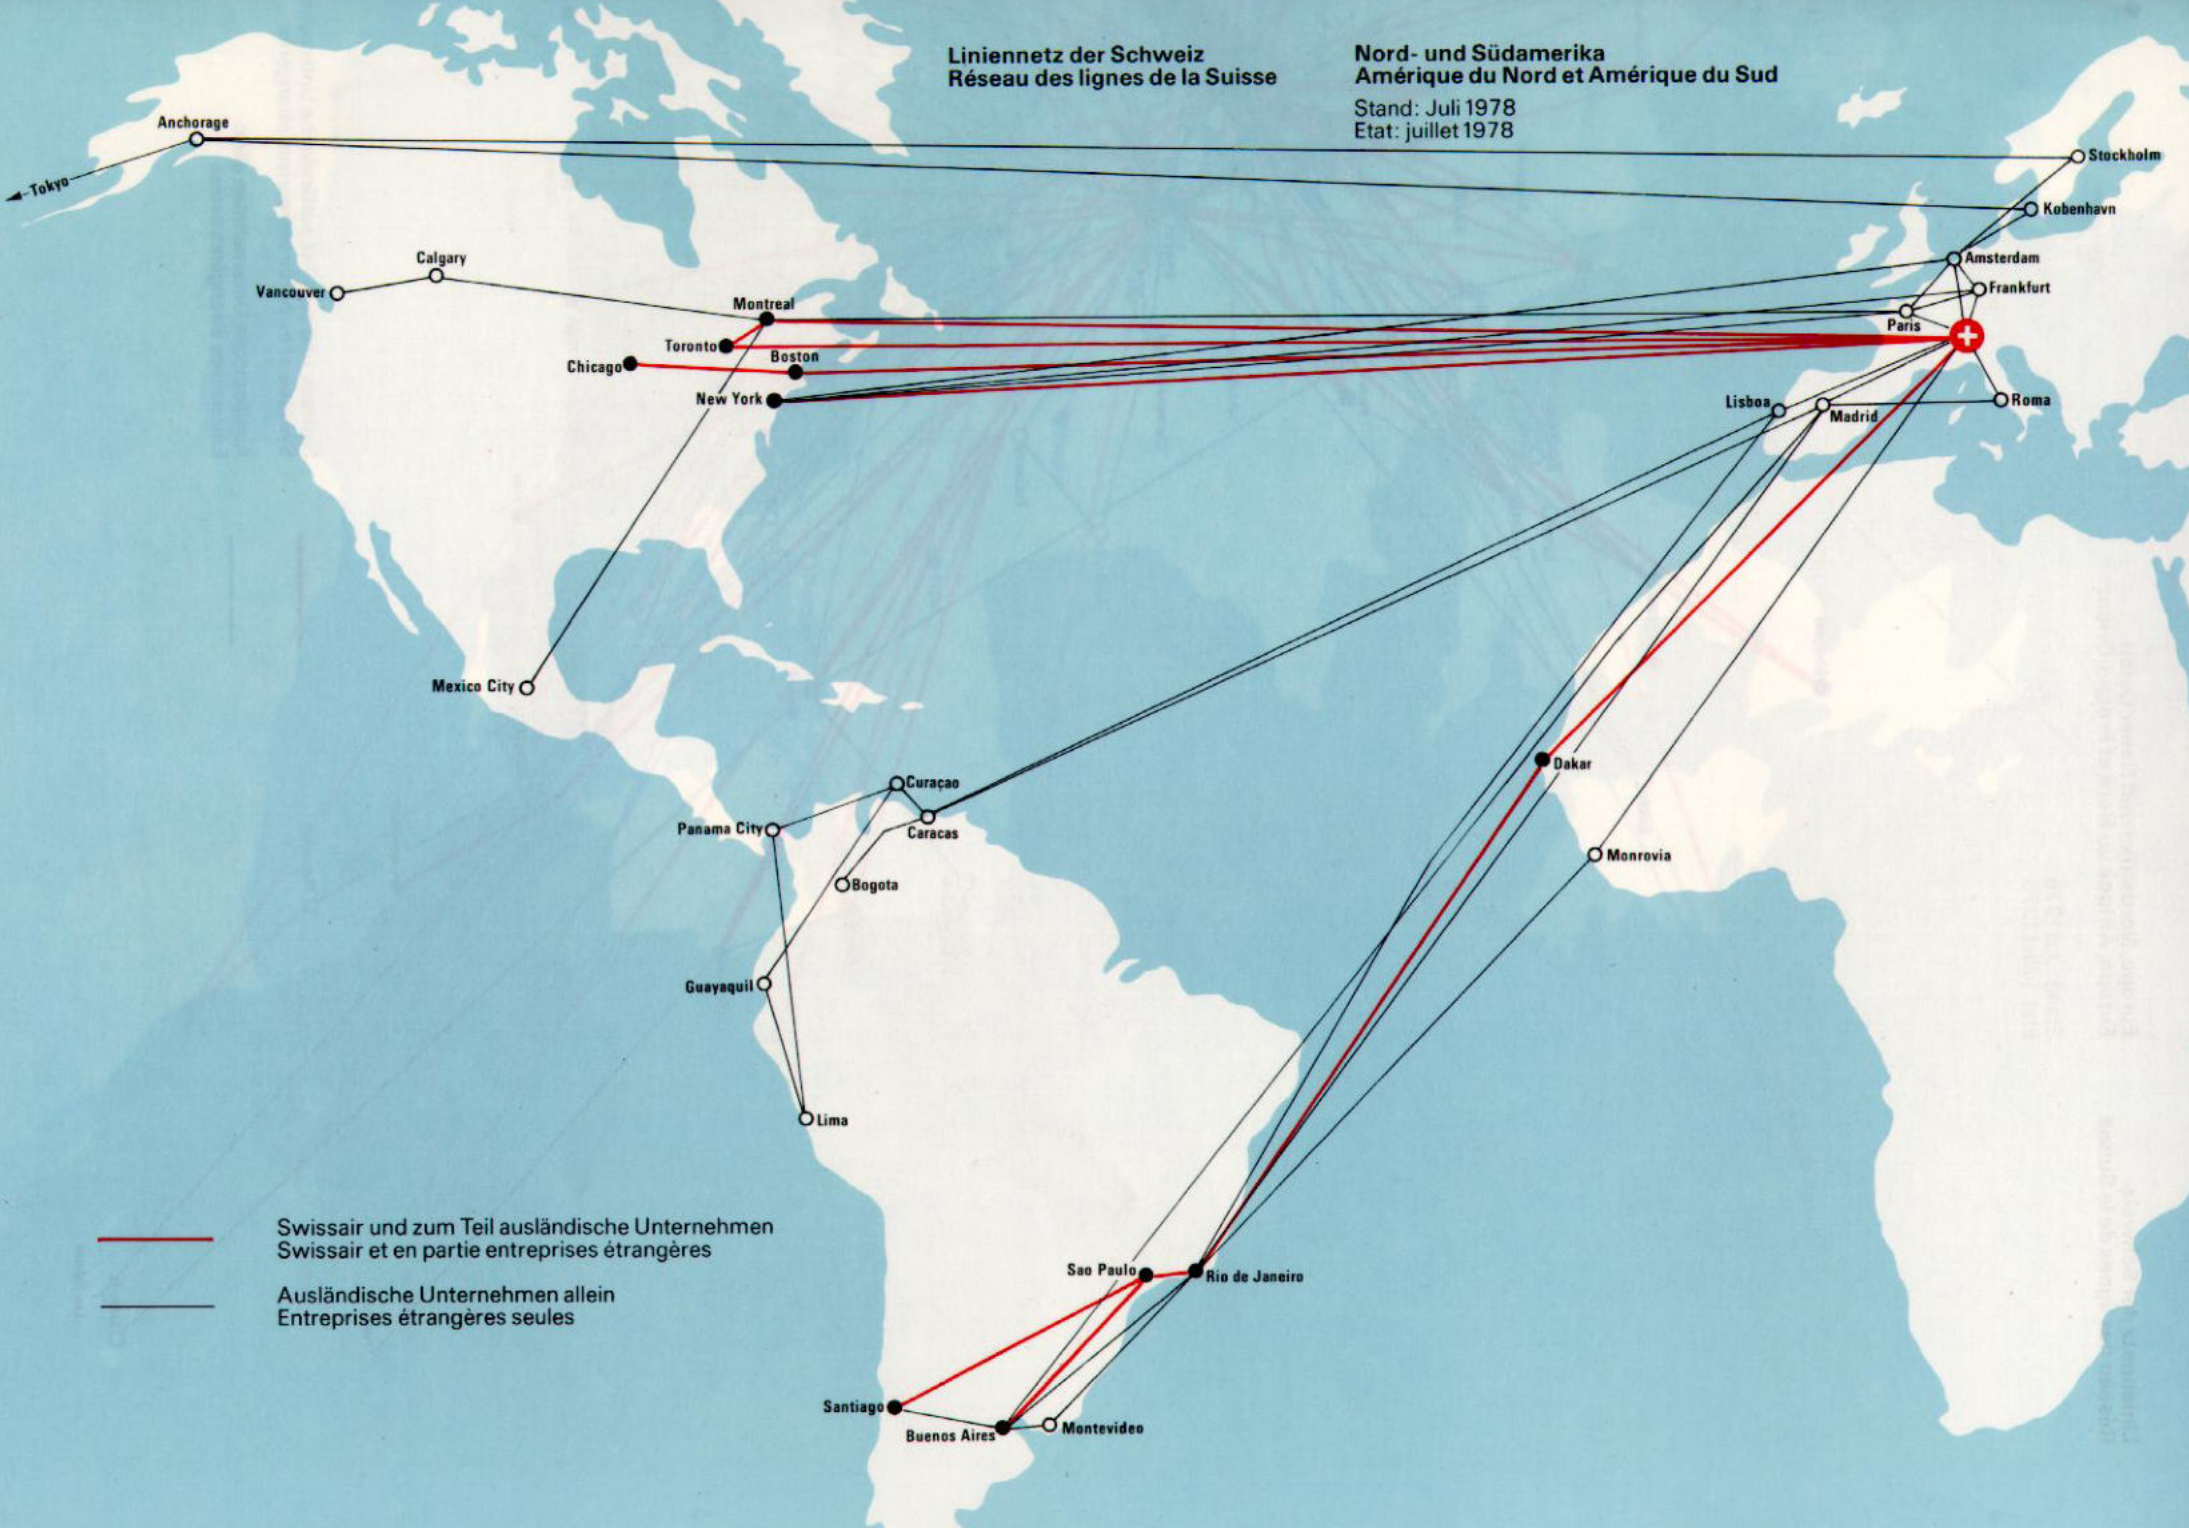 Liniennetz der Schweiz
Réseau des lignes de la Suisse
Nord- und Südamerika
Amérique du Nord et Amérique du Sud
Stand: Juli 1978
Etat: juillet 1978
Anchorage
Tokyo
Stockholm
Kobenhavn
Amsterdam
Frankfurt
Paris
Calgary
Vancouver
Montreal
Toronto
Boston
Chicago
New York
Lisboa
Madrid
Roma
Mexico City
Dakar
Curaçao
Panama City
Caracas
Monrovia
Bogota
Guayaquil
Lima
Swissair und zum Teil ausländische Unternehmen
Swissair et en partie entreprises étrangères
Ausländische Unternehmen allein
Entreprises étrangères seules
Sao Paulo
Rio de Janeiro
Santiago
Buenos Aires
Montevideo